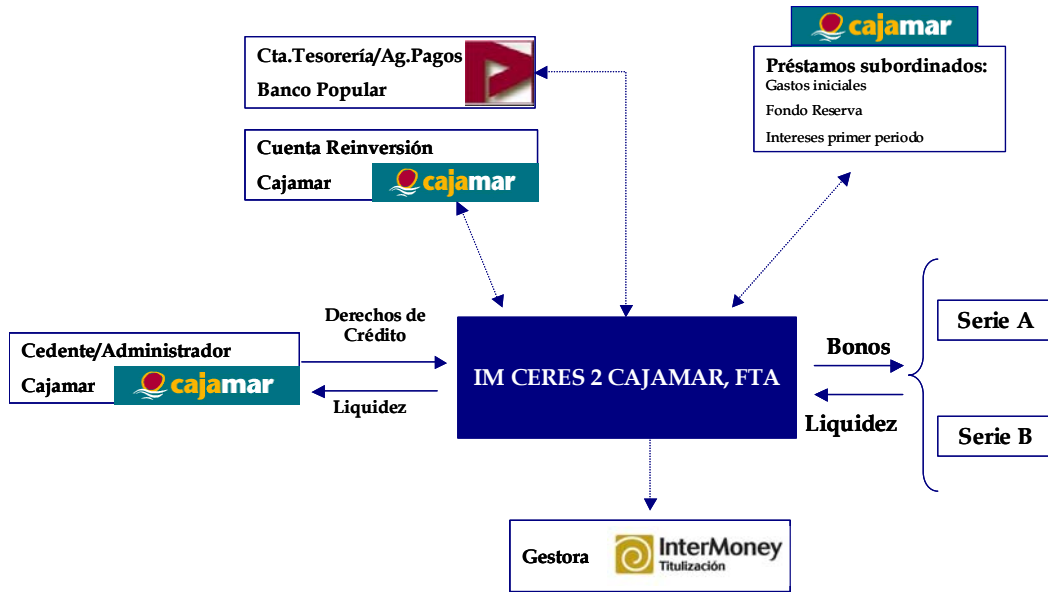 cajamar
Cta.Tesorería/Ag.Pagos
Banco Popular
Préstamos subordinados:
Gastos iniciales
Fondo Reserva
Intereses primer periodo
Cuenta Reinversión
Cajamar
cajamar
Derechos de
Crédito
Cedente/Administrador
Cajamar
cajamar
Liquidez
IM CERES 2 CAJAMAR, FTA
Bonos
Liquidez
Serie A
Serie B
Gestora
InterMoney
Titulización